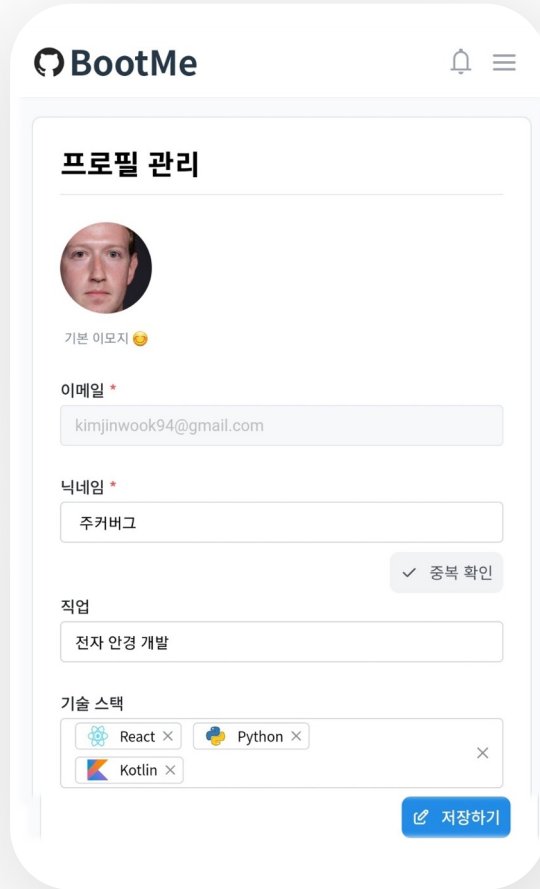 BootMe
프로필 관리
기본 이모지 😊
이메일 *
kimjinwook94@gmail.com
닉네임 *
주커버그
중복 확인
직업
전자 안경 개발
기술 스택
React × Python ×
Kotlin ×
저장하기